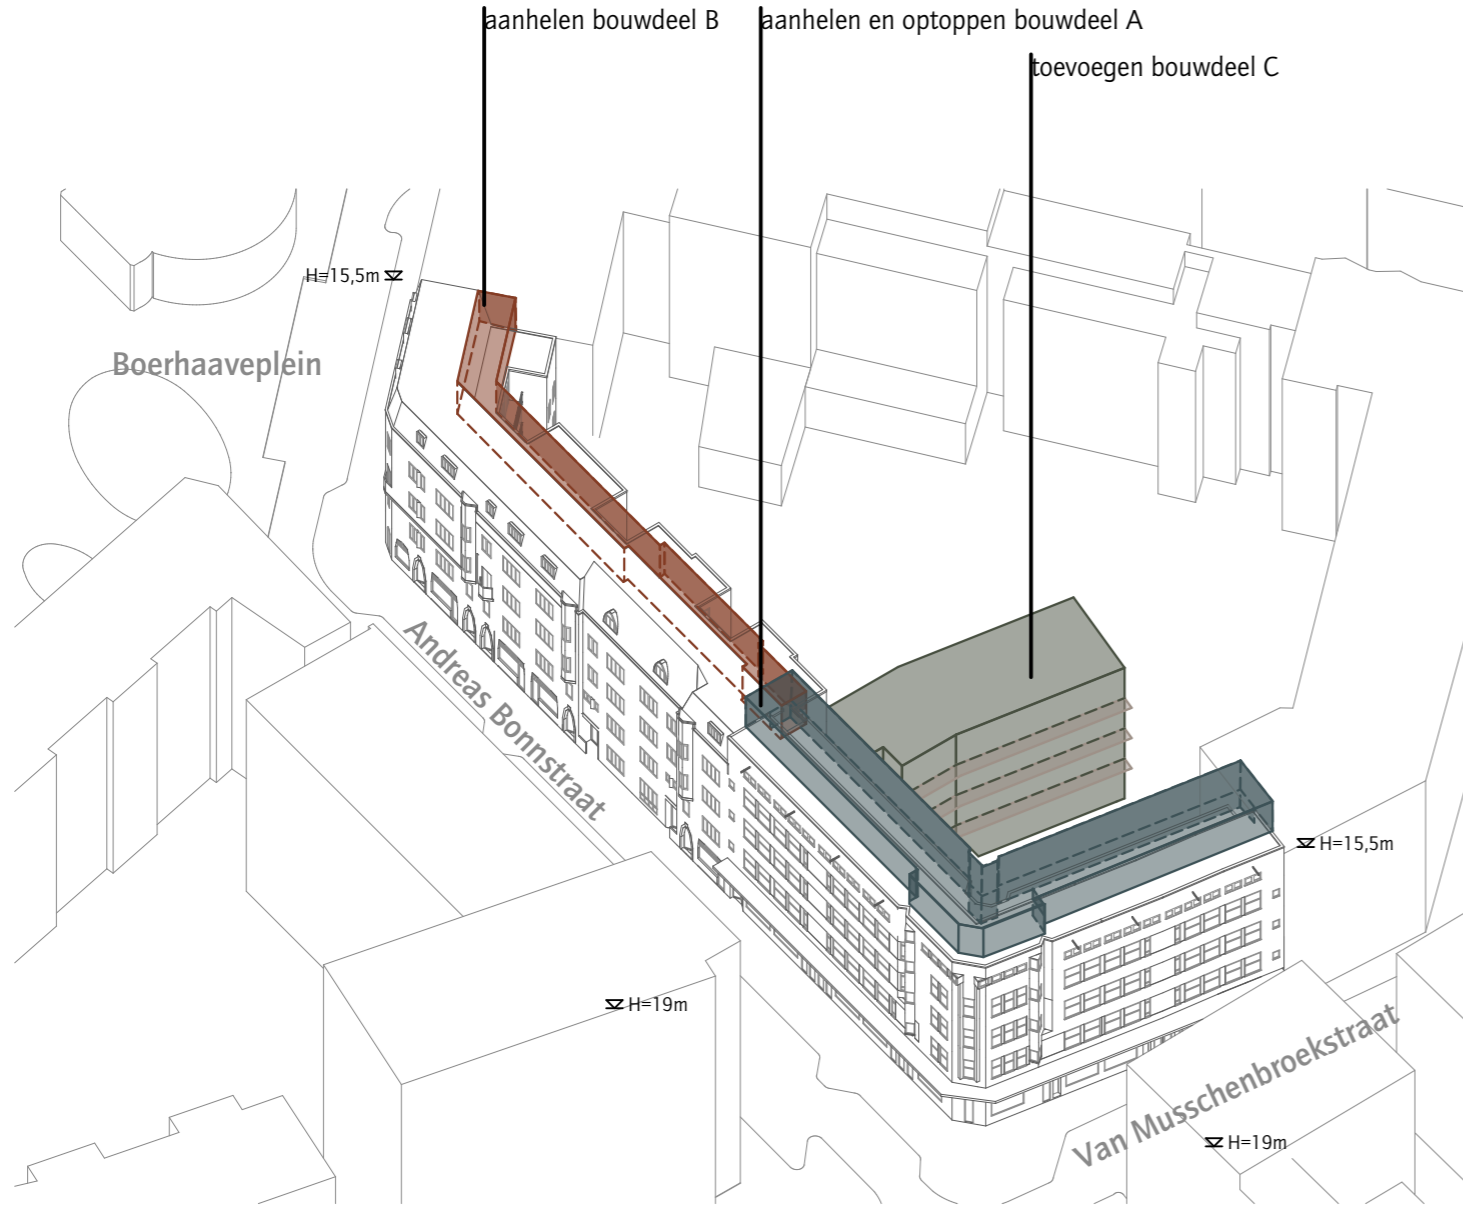 aanhelen bouwdeel B
aanhelen en optoppen bouwdeel A
toevoegen bouwdeel C
H=15,5m
Boerhaaveplein
Andreas Bonnstraat
H=15,5m
H=19m
Van Musschenbroekstraat
H=19m